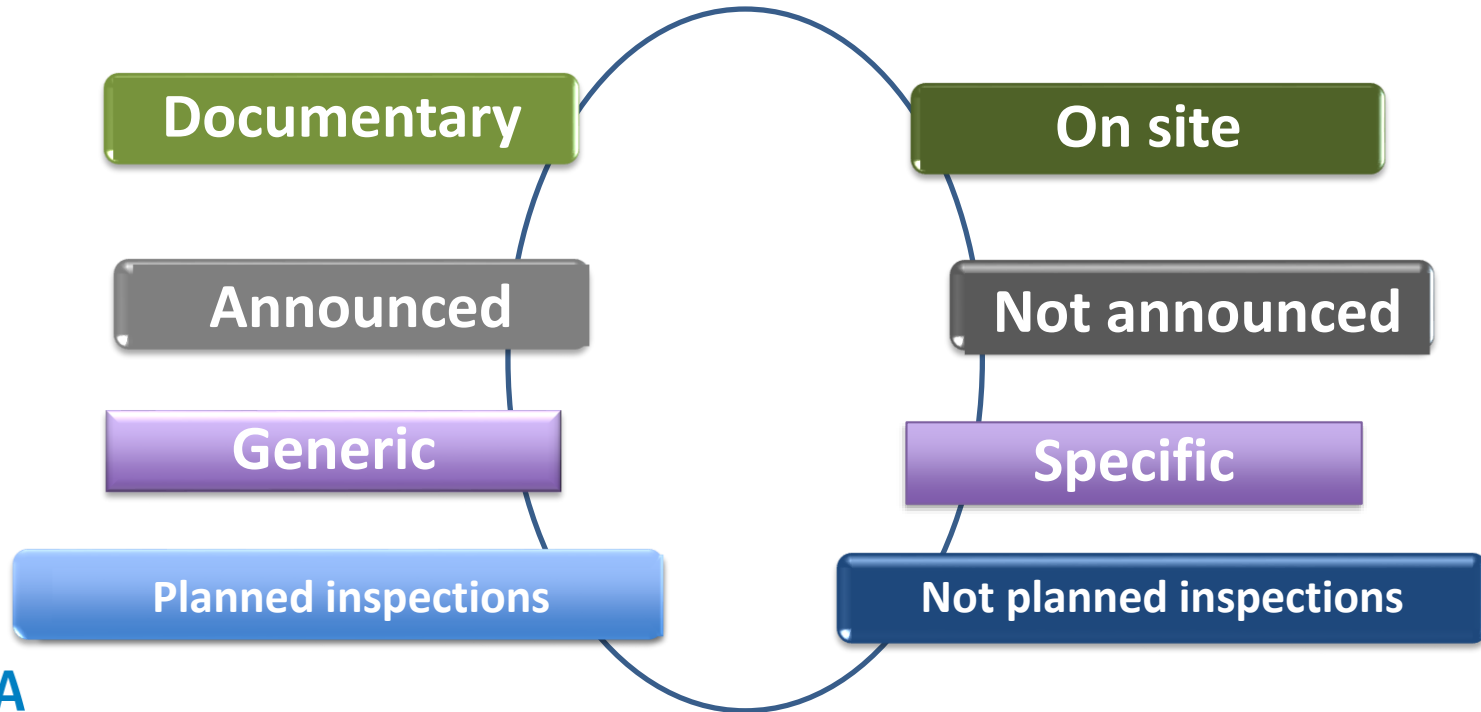 Documentary
On site
Announced
Not announced
Generic
Specific
Planned inspections
Not planned inspections
A